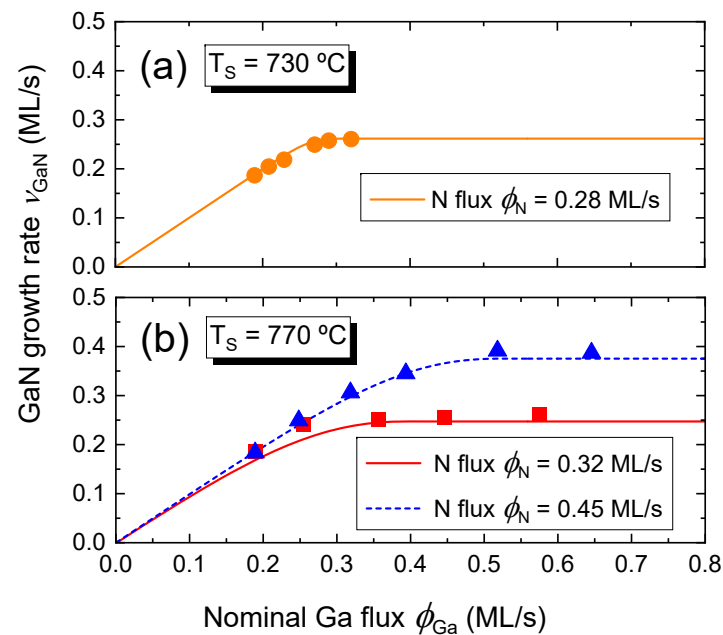 GaN growth rate νGaN (ML/s)
0.5
0.4
0.3
0.2
0.1
0.0
(a)
TS = 730 ºC
N flux ϕN = 0.28 ML/s
0.5
0.4
0.3
0.2
0.1
0.0
(b)
TS = 770 ºC
N flux ϕN = 0.32 ML/s
N flux ϕN = 0.45 ML/s
0.0 0.1 0.2 0.3 0.4 0.5 0.6 0.7 0.8
Nominal Ga flux ϕGa (ML/s)